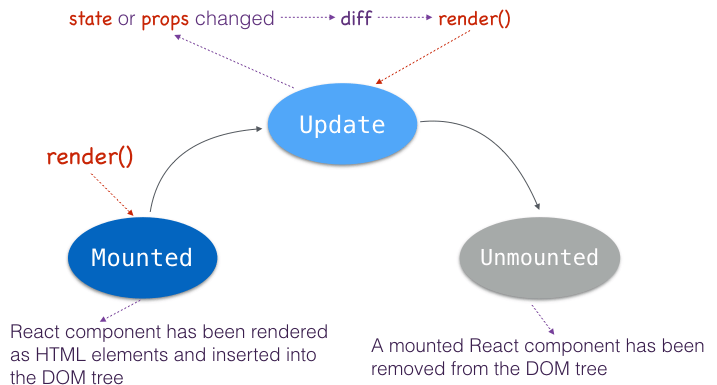 state or props changed
diff
render()
Update
render()
Mounted
Unmounted
React component has been rendered
as HTML elements and inserted into
the DOM tree
A mounted React component has been
removed from the DOM tree